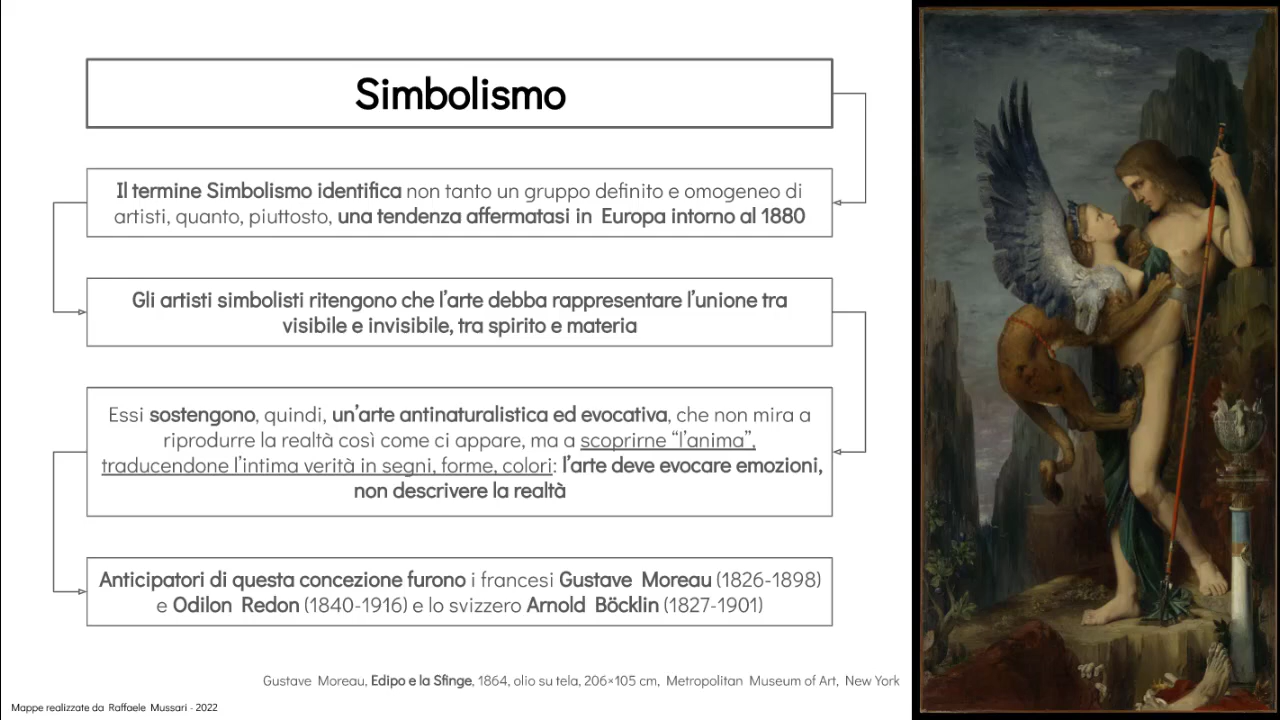 Simbolismo
Il termine Simbolismo identifica non tanto un gruppo definito e omogeneo di
artisti, quanto, piuttosto, una tendenza affermatasi in Europa intorno al 1880
Gli artisti simbolisti ritengono che l'arte debba rappresentare l'unione tra
visibile e invisibile, tra spirito e materia
Essi sostengono, quindi, un'arte antinaturalistica ed evocativa, che non mira a
riprodurre la realtà così come ci appare, ma a scoprirne “l'anima”,
traducendone l'intima verità in segni, forme, colori: l'arte deve evocare emozioni,
non descrivere la realtà
Anticipatori di questa concezione furono i francesi Gustave Moreau (1826-1898)
e Odilon Redon (1840-1916) e lo svizzero Arnold Böcklin (1827-1901)
Gustave Moreau, Edipo e la Sfinge, 1864, olio su tela, 206×105 cm, Metropolitan Museum of Art, New York
Mappe realizzate da Raffaele Mussari - 2022